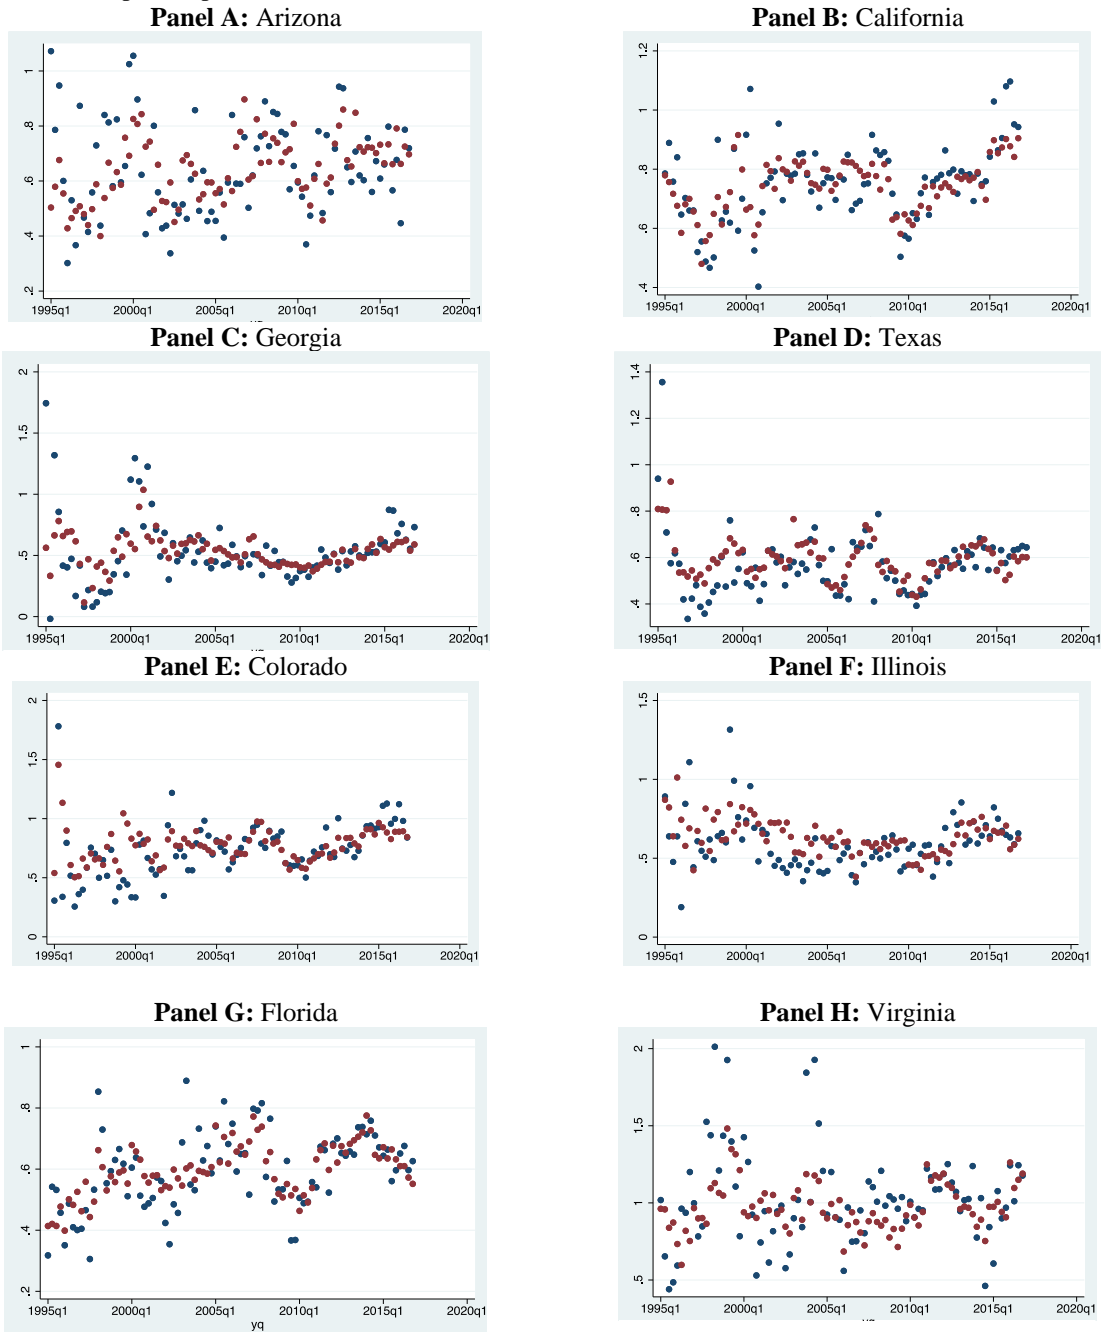 Panel A: Arizona
Panel B: California
.2 .4 .6 .8 1
1995q1 2000q1 2005q1 2010q1 2015q1 2020q1
.4 .6 .8 1 1.2
1995q1 2000q1 2005q1 2010q1 2015q1 2020q1
Panel C: Georgia
Panel D: Texas
0 .5 1 1.5 2
1995q1 2000q1 2005q1 2010q1 2015q1 2020q1
.4 .6 .8 1 1.2 1.4
1995q1 2000q1 2005q1 2010q1 2015q1 2020q1
Panel E: Colorado
Panel F: Illinois
0 .5 1 1.5 2
1995q1 2000q1 2005q1 2010q1 2015q1 2020q1
0 .5 1 1.5
1995q1 2000q1 2005q1 2010q1 2015q1 2020q1
Panel G: Florida
Panel H: Virginia
.2 .4 .6 .8 1
1995q1 2000q1 2005q1 2010q1 2015q1 2020q1
yq
.5 1 1.5 2
1995q1 2000q1 2005q1 2010q1 2015q1 2020q1